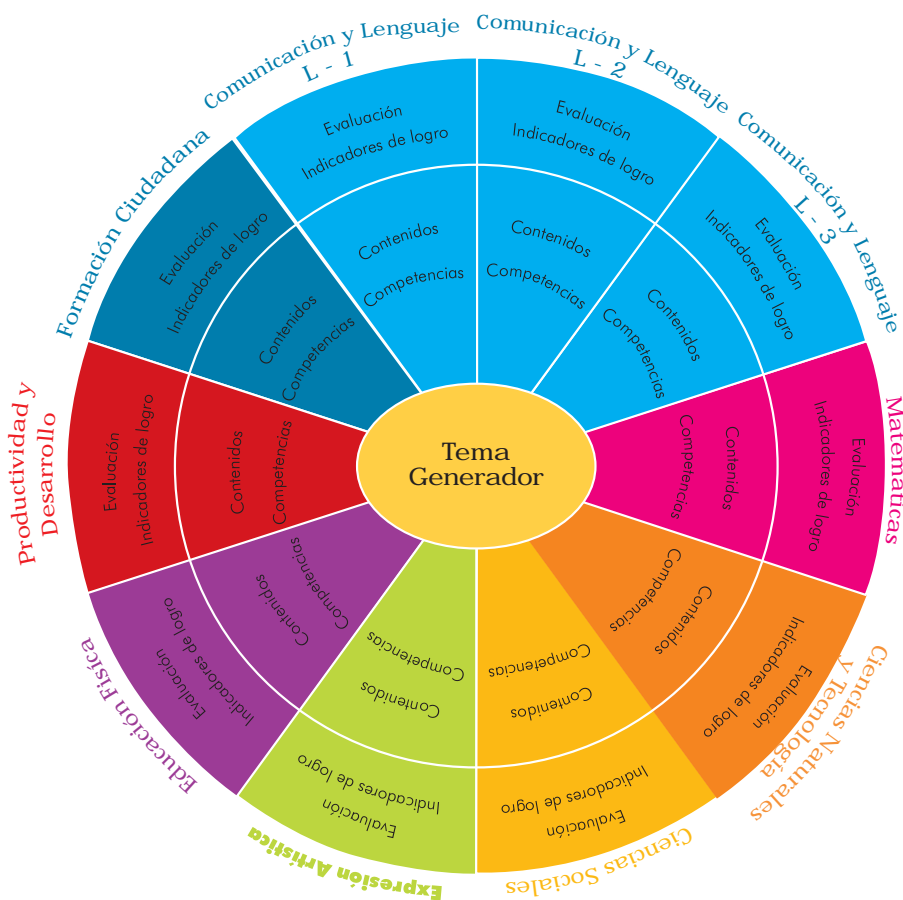 Comunicación y Lenguaje
L - 1
Evaluación
Indicadores de logro
Contenidos
Competencias
Comunicación y Lenguaje
L - 2
Evaluación
Indicadores de logro
Contenidos
Competencias
Comunicación y Lenguaje
L - 3
Evaluación
Indicadores de logro
Contenidos
Competencias
Matematicas
Evaluación
Indicadores de logro
Contenidos
Competencias
Ciencias Naturales
y Tecnología
Evaluación
Indicadores de logro
Contenidos
Competencias
Ciencias Sociales
Evaluación
Indicadores de logro
Contenidos
Competencias
Expresión Artística
Evaluación
Indicadores de logro
Contenidos
Competencias
Educación Fisica
Evaluación
Indicadores de logro
Contenidos
Competencias
Productividad y
Desarrollo
Evaluación
Indicadores de logro
Contenidos
Competencias
Formación Ciudadana
Evaluación
Indicadores de logro
Contenidos
Competencias
Tema
Generador